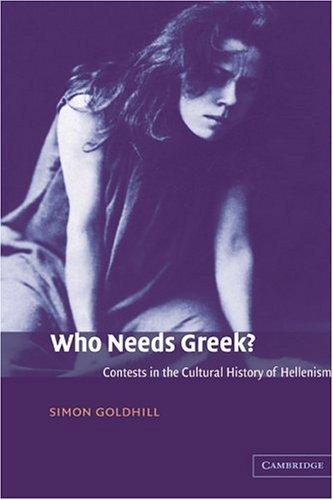 Who Needs Greek?
Contests in the Cultural History of Hellenism
SIMON GOLDHILL
CAMBRIDGE